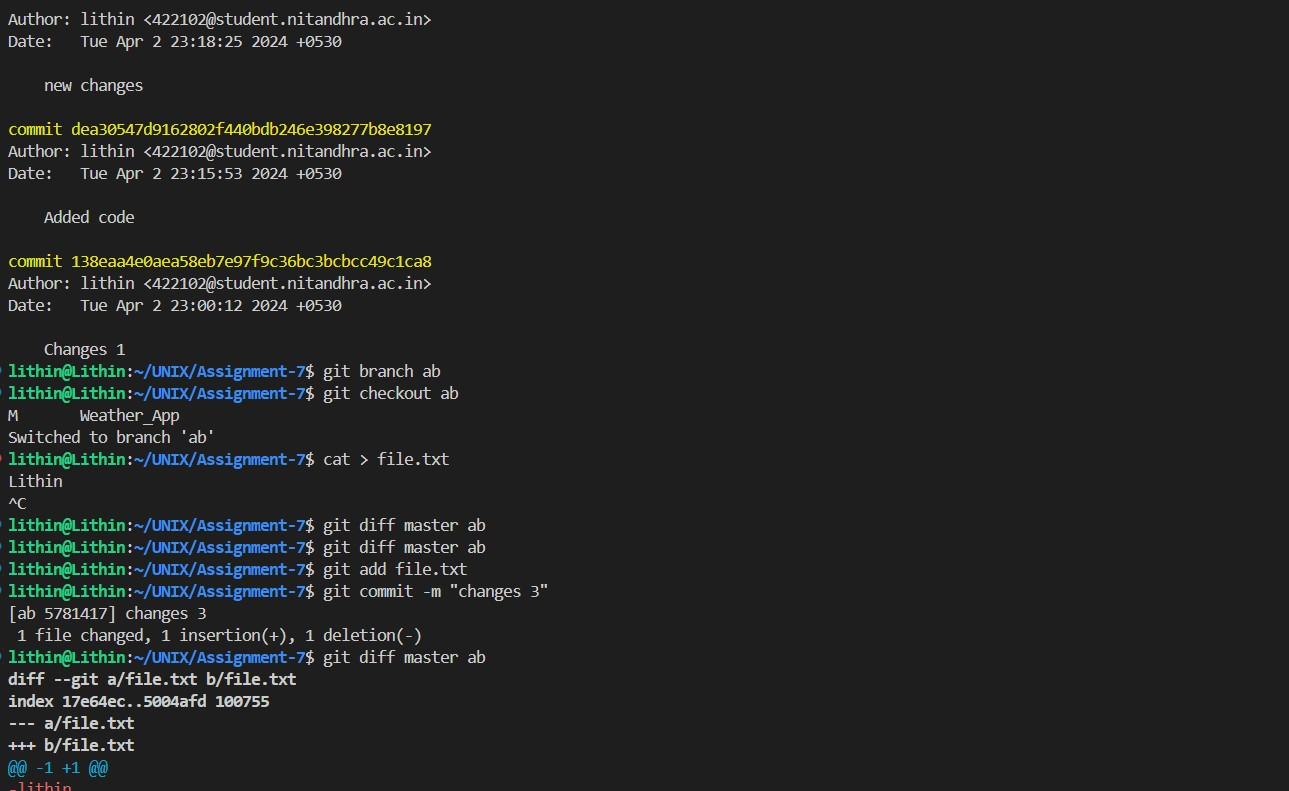 Author: lithin <422102@student.nitandhra.ac.in>
Date:   Tue Apr 2 23:18:25 2024 +0530
    new changes
commit dea30547d9162802f440bdb246e398277b8e8197
Author: lithin <422102@student.nitandhra.ac.in>
Date:   Tue Apr 2 23:15:53 2024 +0530
    Added code
commit 138eaa4e0aea58eb7e97f9c36bc3bcbcc49c1ca8
Author: lithin <422102@student.nitandhra.ac.in>
Date:   Tue Apr 2 23:00:12 2024 +0530
    Changes 1
lithin@Lithin:~/UNIX/Assignment-7$ git branch ab
lithin@Lithin:~/UNIX/Assignment-7$ git checkout ab
M       Weather_App
Switched to branch 'ab'
lithin@Lithin:~/UNIX/Assignment-7$ cat > file.txt
Lithin
^C
lithin@Lithin:~/UNIX/Assignment-7$ git diff master ab
lithin@Lithin:~/UNIX/Assignment-7$ git diff master ab
lithin@Lithin:~/UNIX/Assignment-7$ git add file.txt
lithin@Lithin:~/UNIX/Assignment-7$ git commit -m "changes 3"
[ab 5781417] changes 3
 1 file changed, 1 insertion(+), 1 deletion(-)
lithin@Lithin:~/UNIX/Assignment-7$ git diff master ab
diff --git a/file.txt b/file.txt
index 17e64ec..5004afd 100755
--- a/file.txt
+++ b/file.txt
@@ -1 +1 @@
-lithin